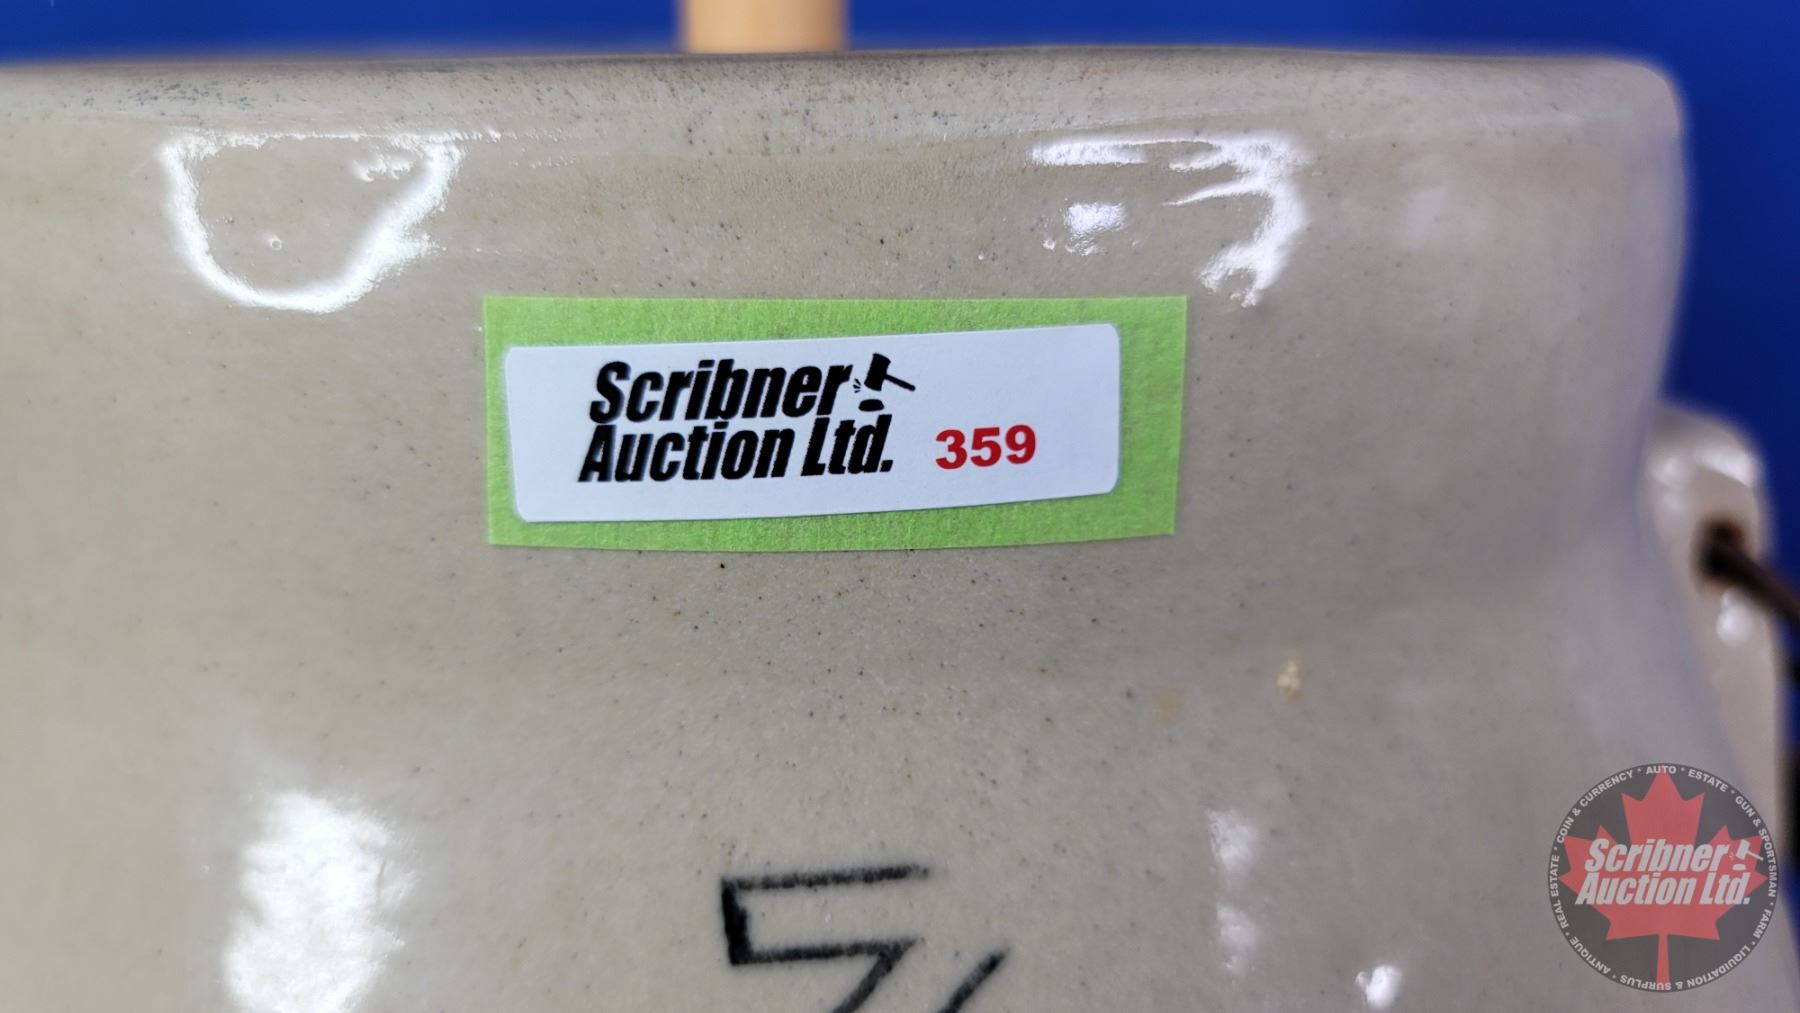 Scribner
Auction Ltd. 359
COIN & CURRENCY * AUTO * ESTATE * GUN & SPORTSMAN * FARM * LIQUIDATION & SURPLUS * ANTIQUE * REAL ESTATE *
Scribner
Auction Ltd.